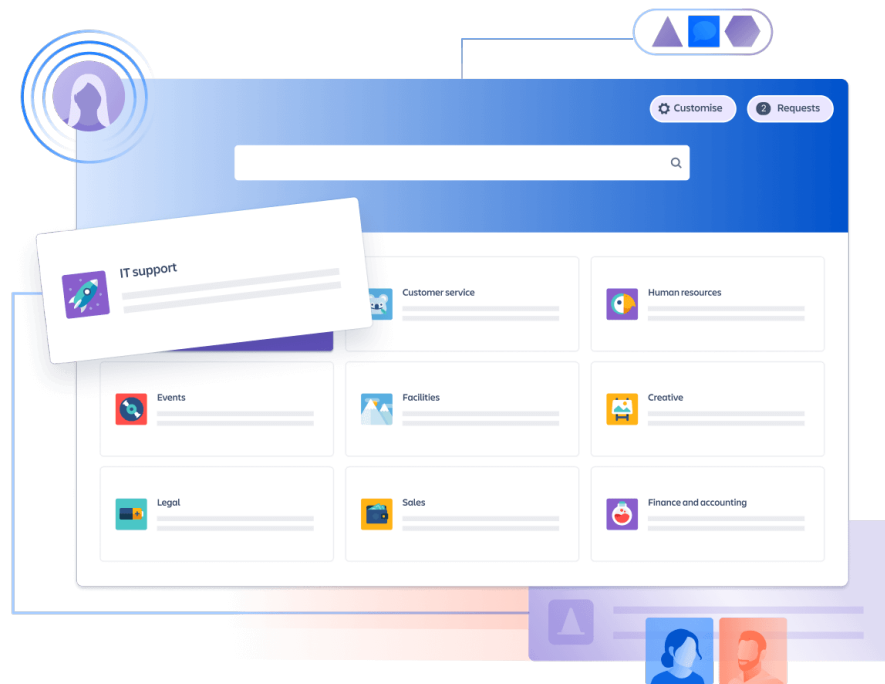 Customise
2 Requests
IT support
Customer service
Human resources
Events
Facilities
Creative
Legal
Sales
Finance and accounting